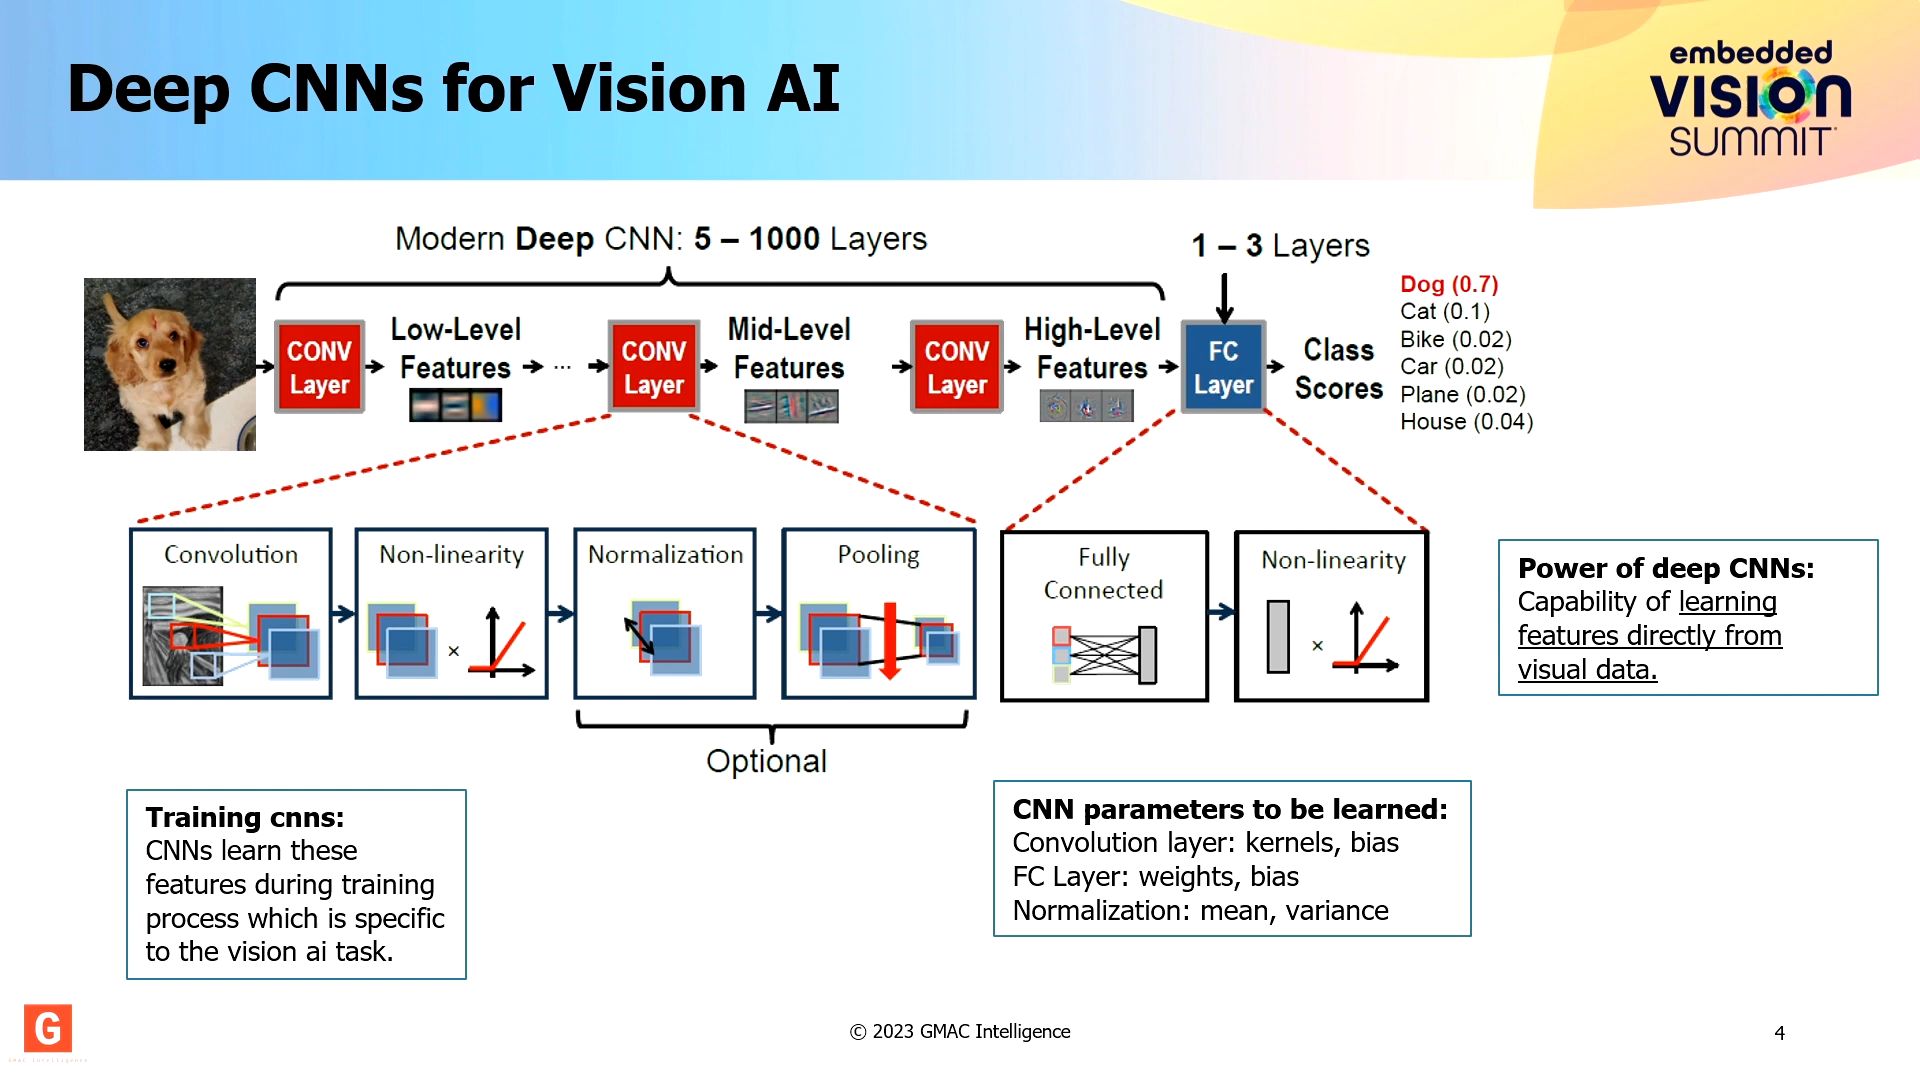 Deep CNNs for Vision AI
embedded
VISION
SUMMIT
Modern Deep CNN: 5 – 1000 Layers
1 – 3 Layers
CONV
Layer
Low-Level
Features
...
CONV
Layer
Mid-Level
Features
CONV
Layer
High-Level
Features
FC
Layer
Class
Scores
Dog (0.7)
Cat (0.1)
Bike (0.02)
Car (0.02)
Plane (0.02)
House (0.04)
Convolution
Non-linearity
×
Normalization
Pooling
Optional
Fully
Connected
Non-linearity
×
Power of deep CNNs:
Capability of learning
features directly from
visual data.
Training cnns:
CNNs learn these
features during training
process which is specific
to the vision ai task.
CNN parameters to be learned:
Convolution layer: kernels, bias
FC Layer: weights, bias
Normalization: mean, variance
G
GMAC Intelligence
© 2023 GMAC Intelligence
4